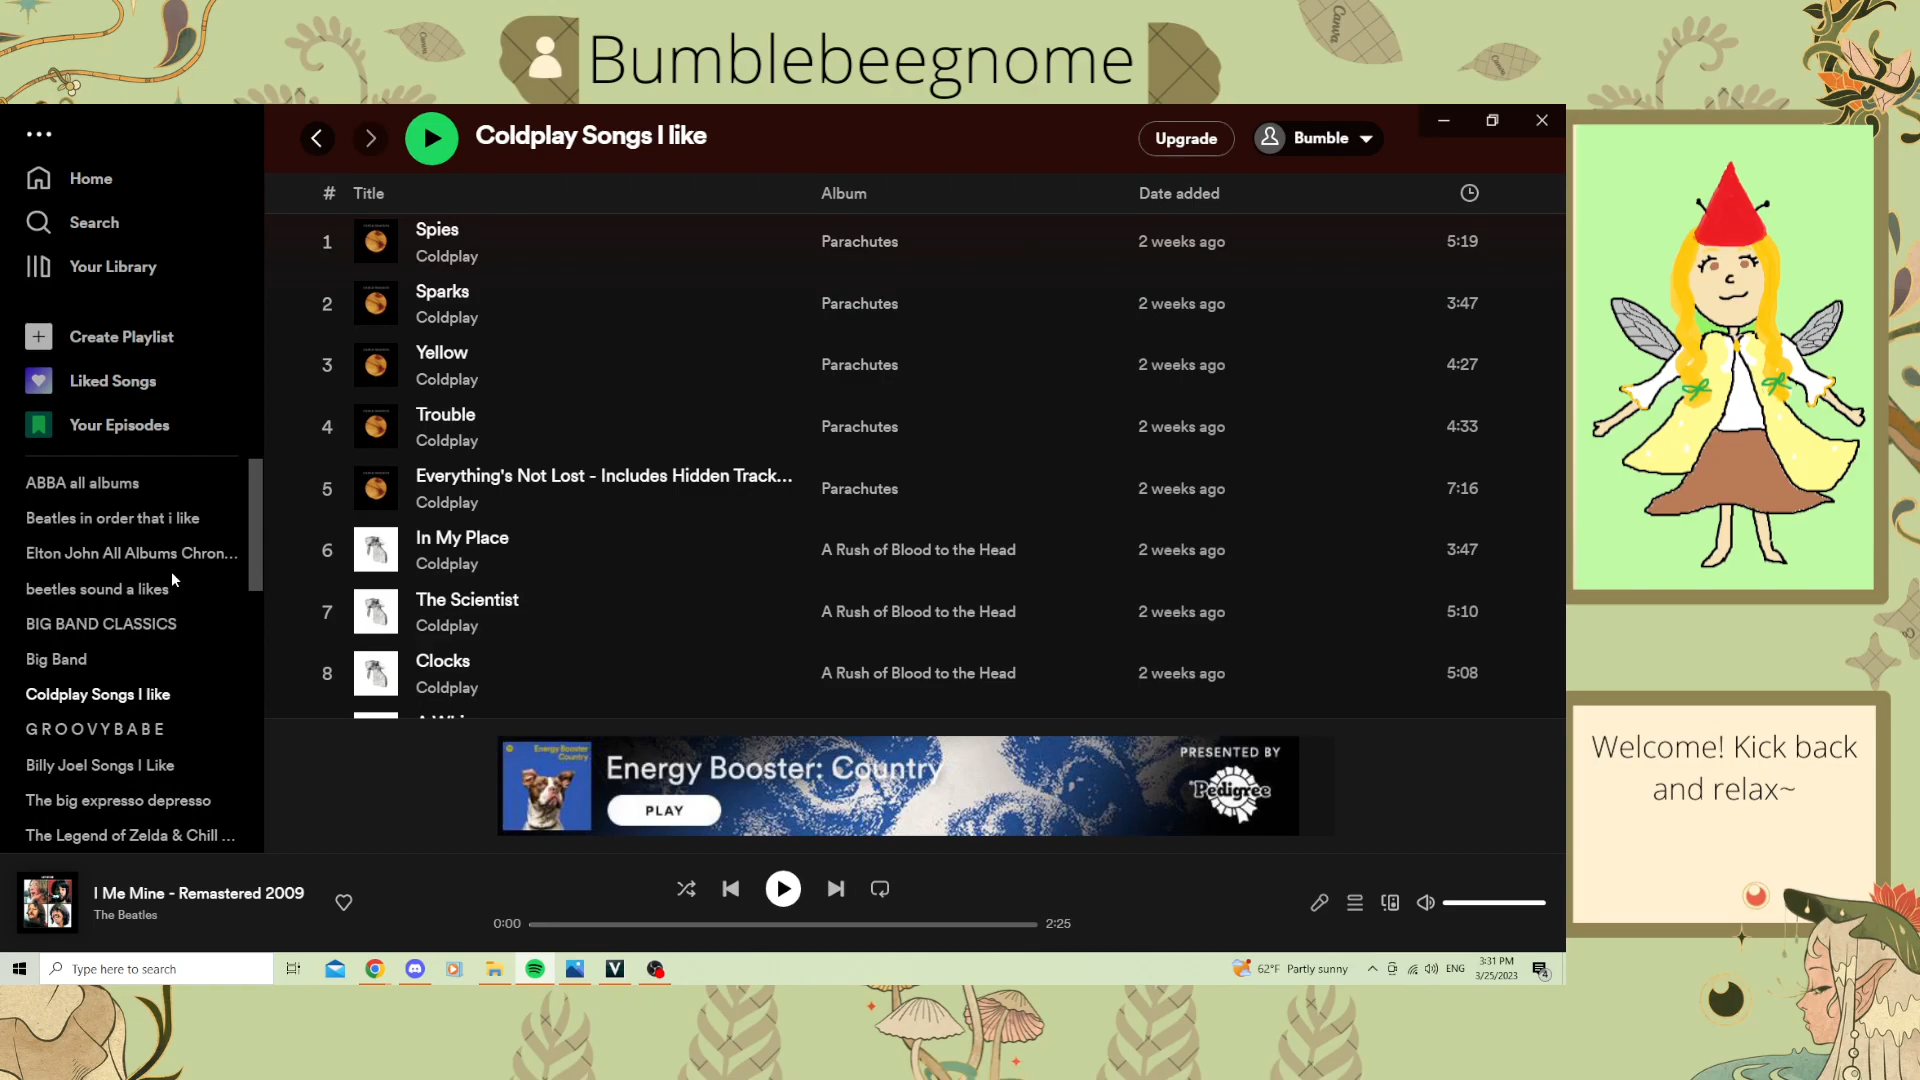 Bumblebeegnome
Canva
Canva
Canva
Coldplay Songs I like
Upgrade
Bumble
Home
Search
Your Library
Create Playlist
Liked Songs
Your Episodes
ABBA all albums
Beatles in order that i like
Elton John All Albums Chron...
beetles sound a likes
BIG BAND CLASSICS
Big Band
Coldplay Songs I like
G R O O V Y B A B E
Billy Joel Songs I Like
The big expresso depresso
The Legend of Zelda & Chill ...
# Title Album Date added
1 Spies Parachutes 2 weeks ago 5:19
Coldplay
2 Sparks Parachutes 2 weeks ago 3:47
Coldplay
3 Yellow Parachutes 2 weeks ago 4:27
Coldplay
4 Trouble Parachutes 2 weeks ago 4:33
Coldplay
5 Everything's Not Lost - Includes Hidden Track... Parachutes 2 weeks ago 7:16
Coldplay
6 In My Place A Rush of Blood to the Head 2 weeks ago 3:47
Coldplay
7 The Scientist A Rush of Blood to the Head 2 weeks ago 5:10
Coldplay
8 Clocks A Rush of Blood to the Head 2 weeks ago 5:08
Coldplay
Energy Booster:
Country
Energy Booster: Country
PLAY
PRESENTED BY
Pedigree
Welcome! Kick back
and relax~
I Me Mine - Remastered 2009
The Beatles
0:00 2:25
Type here to search
62°F Partly sunny
ENG
3:31 PM
3/25/2023
4